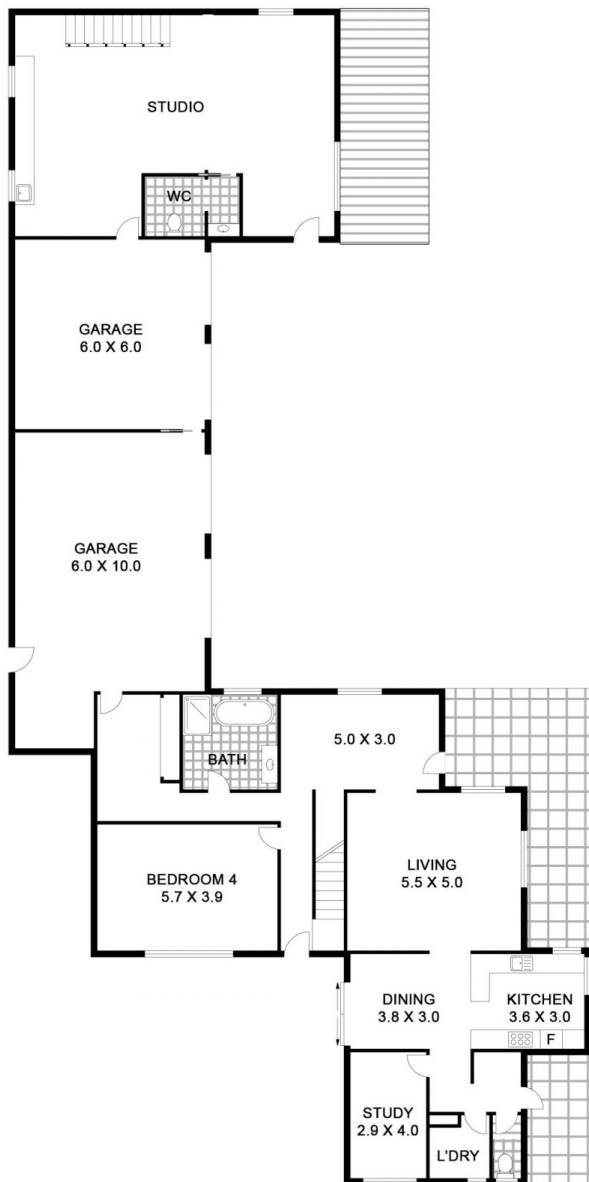 STUDIO
WC
GARAGE
6.0 X 6.0
GARAGE
6.0 X 10.0
BATH
5.0 X 3.0
BEDROOM 4
5.7 X 3.9
LIVING
5.5 X 5.0
DINING
3.8 X 3.0
KITCHEN
3.6 X 3.0
F
STUDY
2.9 X 4.0
L'DRY